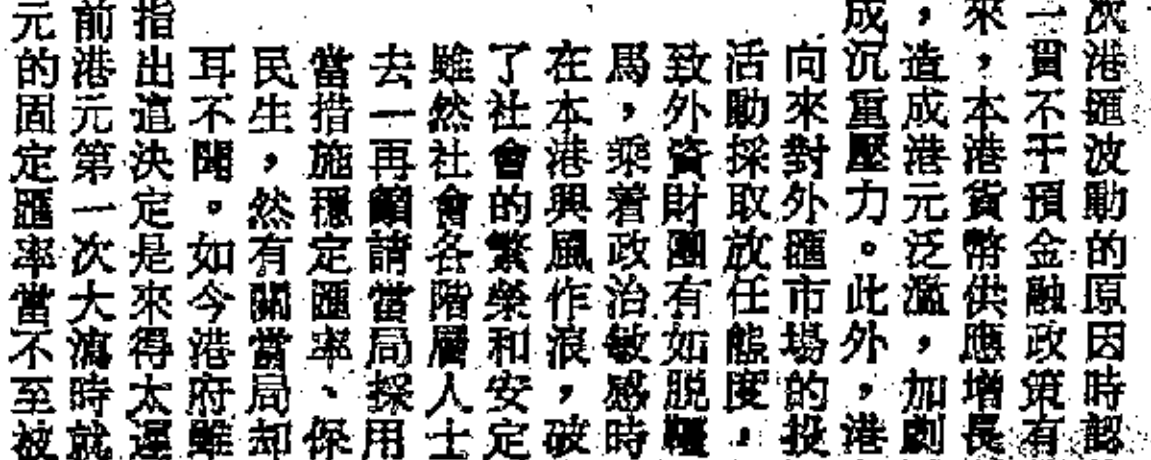 次港匯波動的原因時認
一貫不干預金融政策有
來，本港貨幣供應增長
，造成港元泛濫，加劇
成沉重壓力。此外，港
向來對外匯市場的投
活動採取放任態度，
致外資財團有如脫韁
馬，乘着政治敏感時
在本港興風作浪，破
了社會的繁榮和安定
雖然社會各階層人士
去一再籲請當局採用
當措施穩定匯率、保
民生，然有關當局却
耳不聞。如今港府雖
指出這決定是來得太遲
前港元第一次大瀉時就
元的固定匯率當不至被